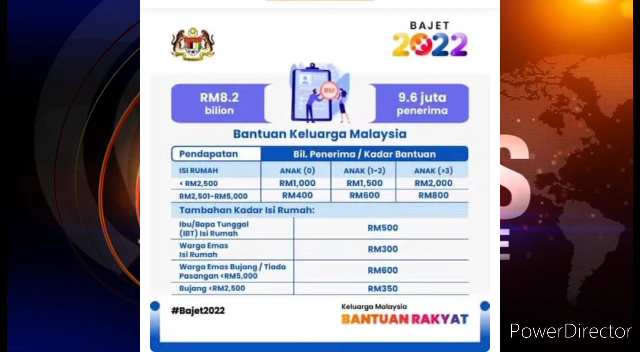 BAJET
2022
RM8.2
bilion
RM
9.6 juta
penerima
Bantuan Keluarga Malaysia
Pendapatan Bil. Penerima / Kadar Bantuan
ISI RUMAH ANAK (0) ANAK (1-2) ANAK (>3)
< RM2,500 RM1,000 RM1,500 RM2,000
RM2,501-RM5,000 RM400 RM600 RM800
Tambahan Kadar Isi Rumah:
Ibu/Bapa Tunggal
(IBT) Isi Rumah RM500
Warga Emas
Isi Rumah RM300
Warga Emas Bujang / Tiada
Pasangan <RM5,000 RM600
Bujang <RM2,500 RM350
#Bajet2022
Keluarga Malaysia
BANTUAN RAKYAT
S
E
PowerDirector